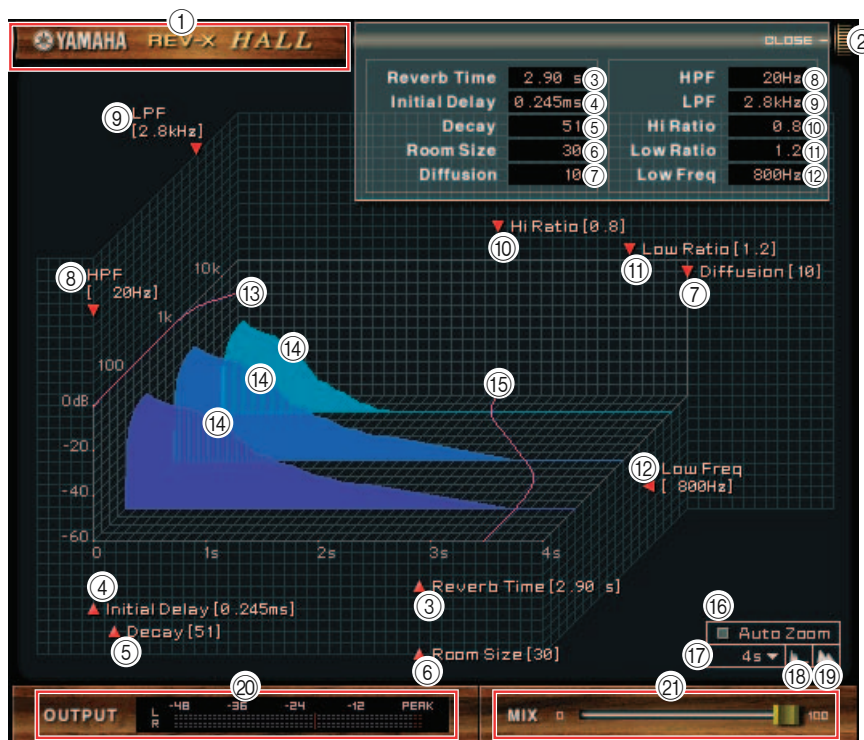 ①
YAMAHA REV-X HALL
CLOSE
②
Reverb Time 2.90 s ③ HPF 20Hz ⑧
Initial Delay 0.245ms ④ LPF 2.8kHz ⑨
Decay 51 ⑤ Hi Ratio 0.8 ⑩
Room Size 30 ⑥ Low Ratio 1.2 ⑪
Diffusion 10 ⑦ Low Freq 800Hz ⑫
⑨ LPF
[2.8kHz]
Hi Ratio [0.8]
⑩
Low Ratio [1.2]
⑪
Diffusion [10]
⑦
⑧ HPF
[ 20Hz]
10k
⑬
1k
100
⑭
⑭
⑭
⑮
0dB
-20
-40
-60
⑫ Low Freq
[ 800Hz]
0 1s 2s 3s 4s
④
Initial Delay [0.245ms]
Decay [51]
⑤
Reverb Time [2.90 s]
③
Room Size [30]
⑥
⑯
Auto Zoom
⑰ 4s
⑱ ⑲
⑳
OUTPUT L R -48 -36 -24 -12 PEAK
㉑
MIX 0 100